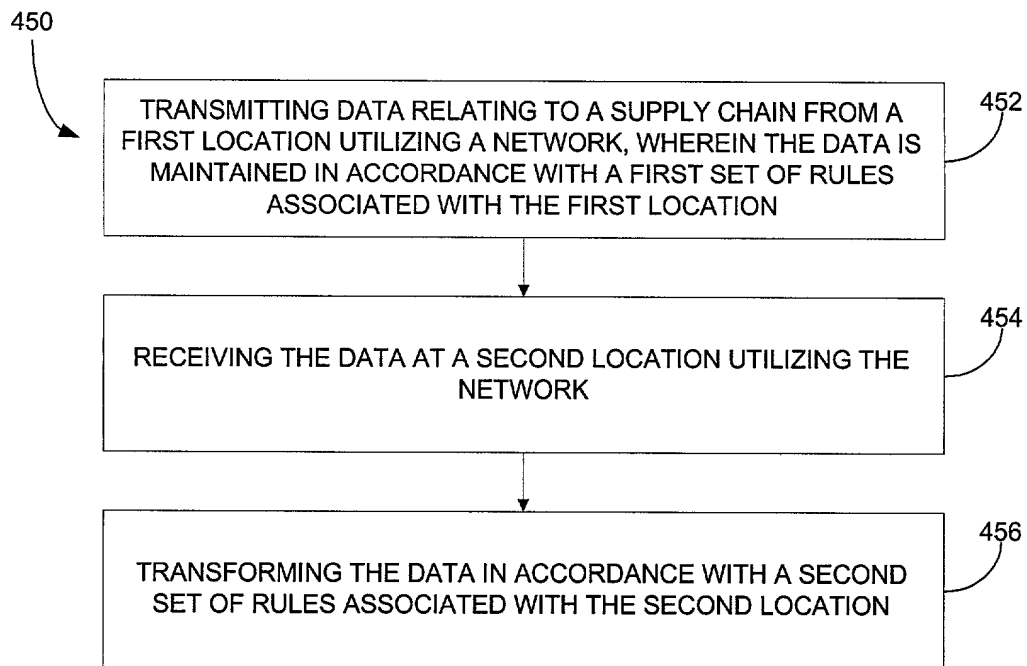 450
TRANSMITTING DATA RELATING TO A SUPPLY CHAIN FROM A
FIRST LOCATION UTILIZING A NETWORK, WHEREIN THE DATA IS
MAINTAINED IN ACCORDANCE WITH A FIRST SET OF RULES
ASSOCIATED WITH THE FIRST LOCATION
452
RECEIVING THE DATA AT A SECOND LOCATION UTILIZING THE
NETWORK
454
TRANSFORMING THE DATA IN ACCORDANCE WITH A SECOND
SET OF RULES ASSOCIATED WITH THE SECOND LOCATION
456